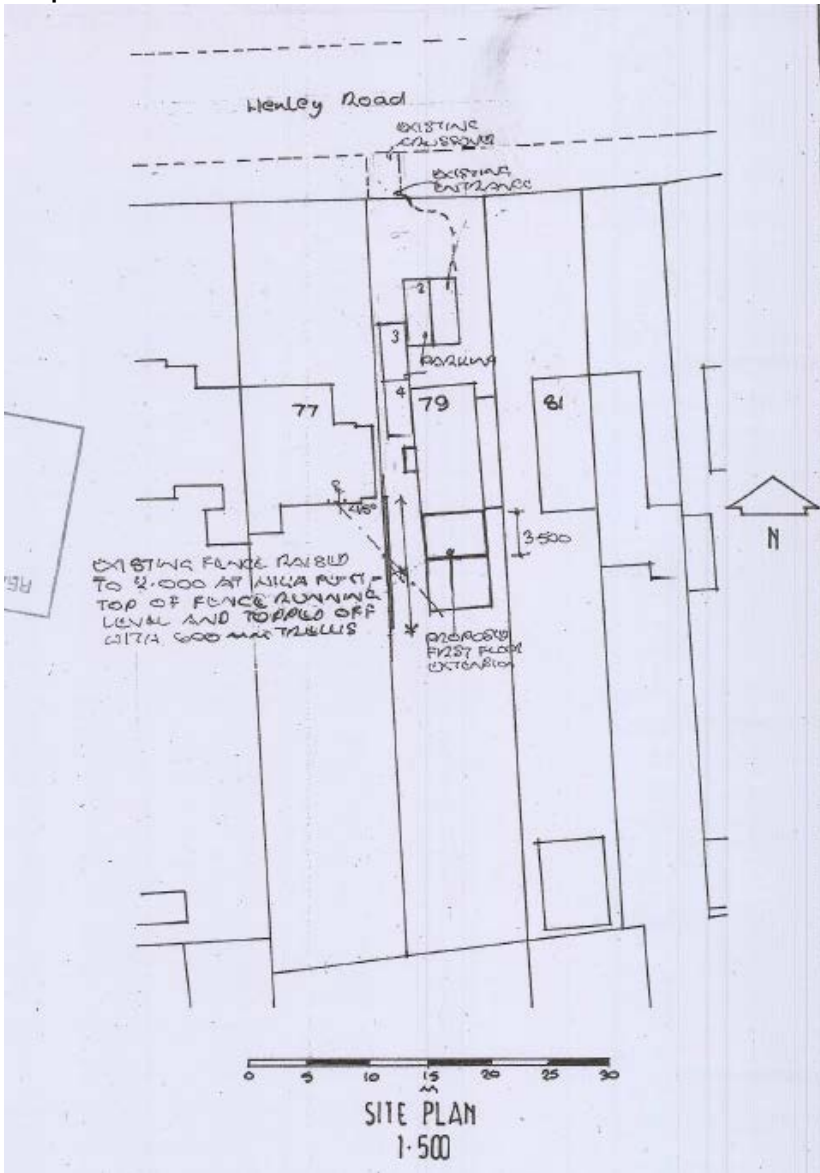 Henley Road
EXISTING
CROSSOVER
EXISTING
ENTRANCE
2
3
PARKING
4
77
79
81
45°
3·500
N
EXISTING FENCE RAISED
TO 2·000 AT
TOP OF FENCE RUNNING
LEVEL AND TOPPED OFF
WITH 600 mm TRELLIS
PROPOSED
FIRST FLOOR
EXTENSION
0 5 10 15 20 25 30
M
SITE PLAN
1·500